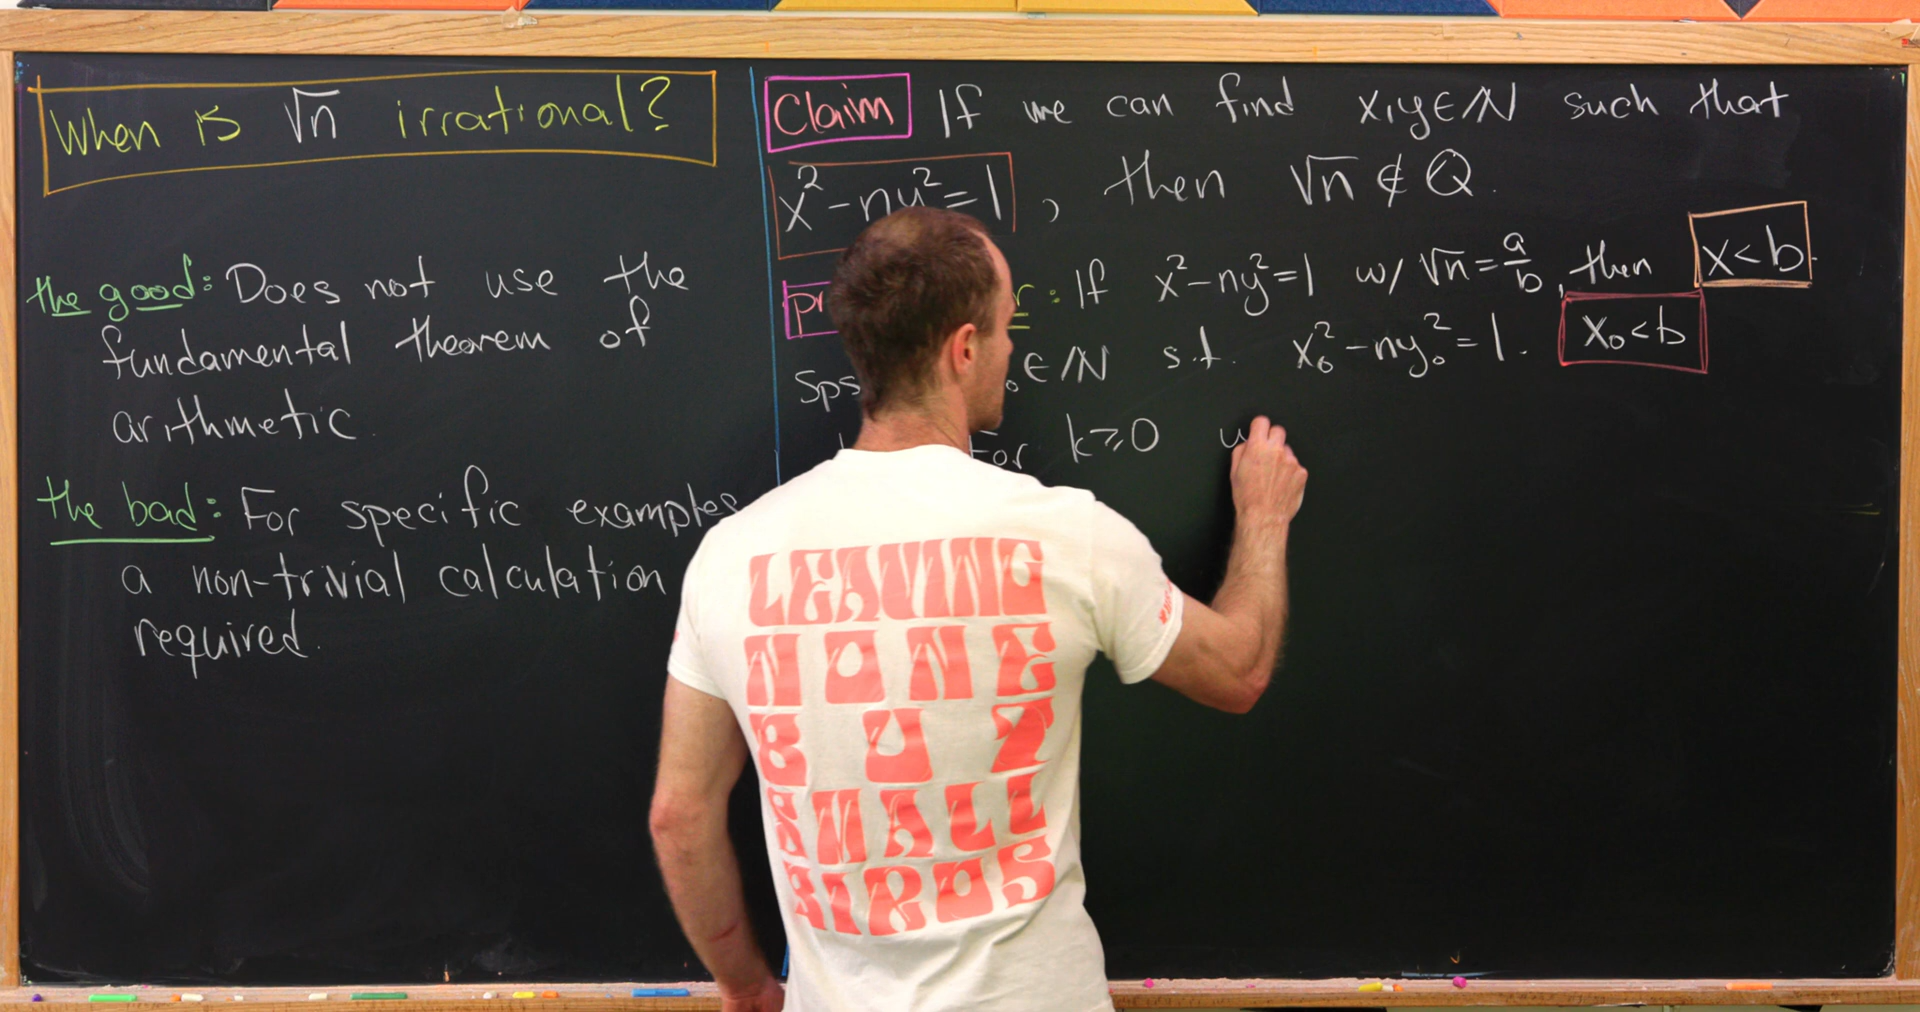 When is √n irrational?
the good: Does not use the
fundamental theorem of
arithmetic.
the bad: For specific examples
a non-trivial calculation
required.
Claim If we can find x,y∈ℕ such that
x²-ny²=1, then √n∉Q.
: If x²-ny²=1 w/ √n=a/b, then x<b.
Sps ∈ℕ s.t. x₀²-ny₀²=1. x₀<b
For k≥0
LEAVING
NONE
BUT
SMALL
BIRDS